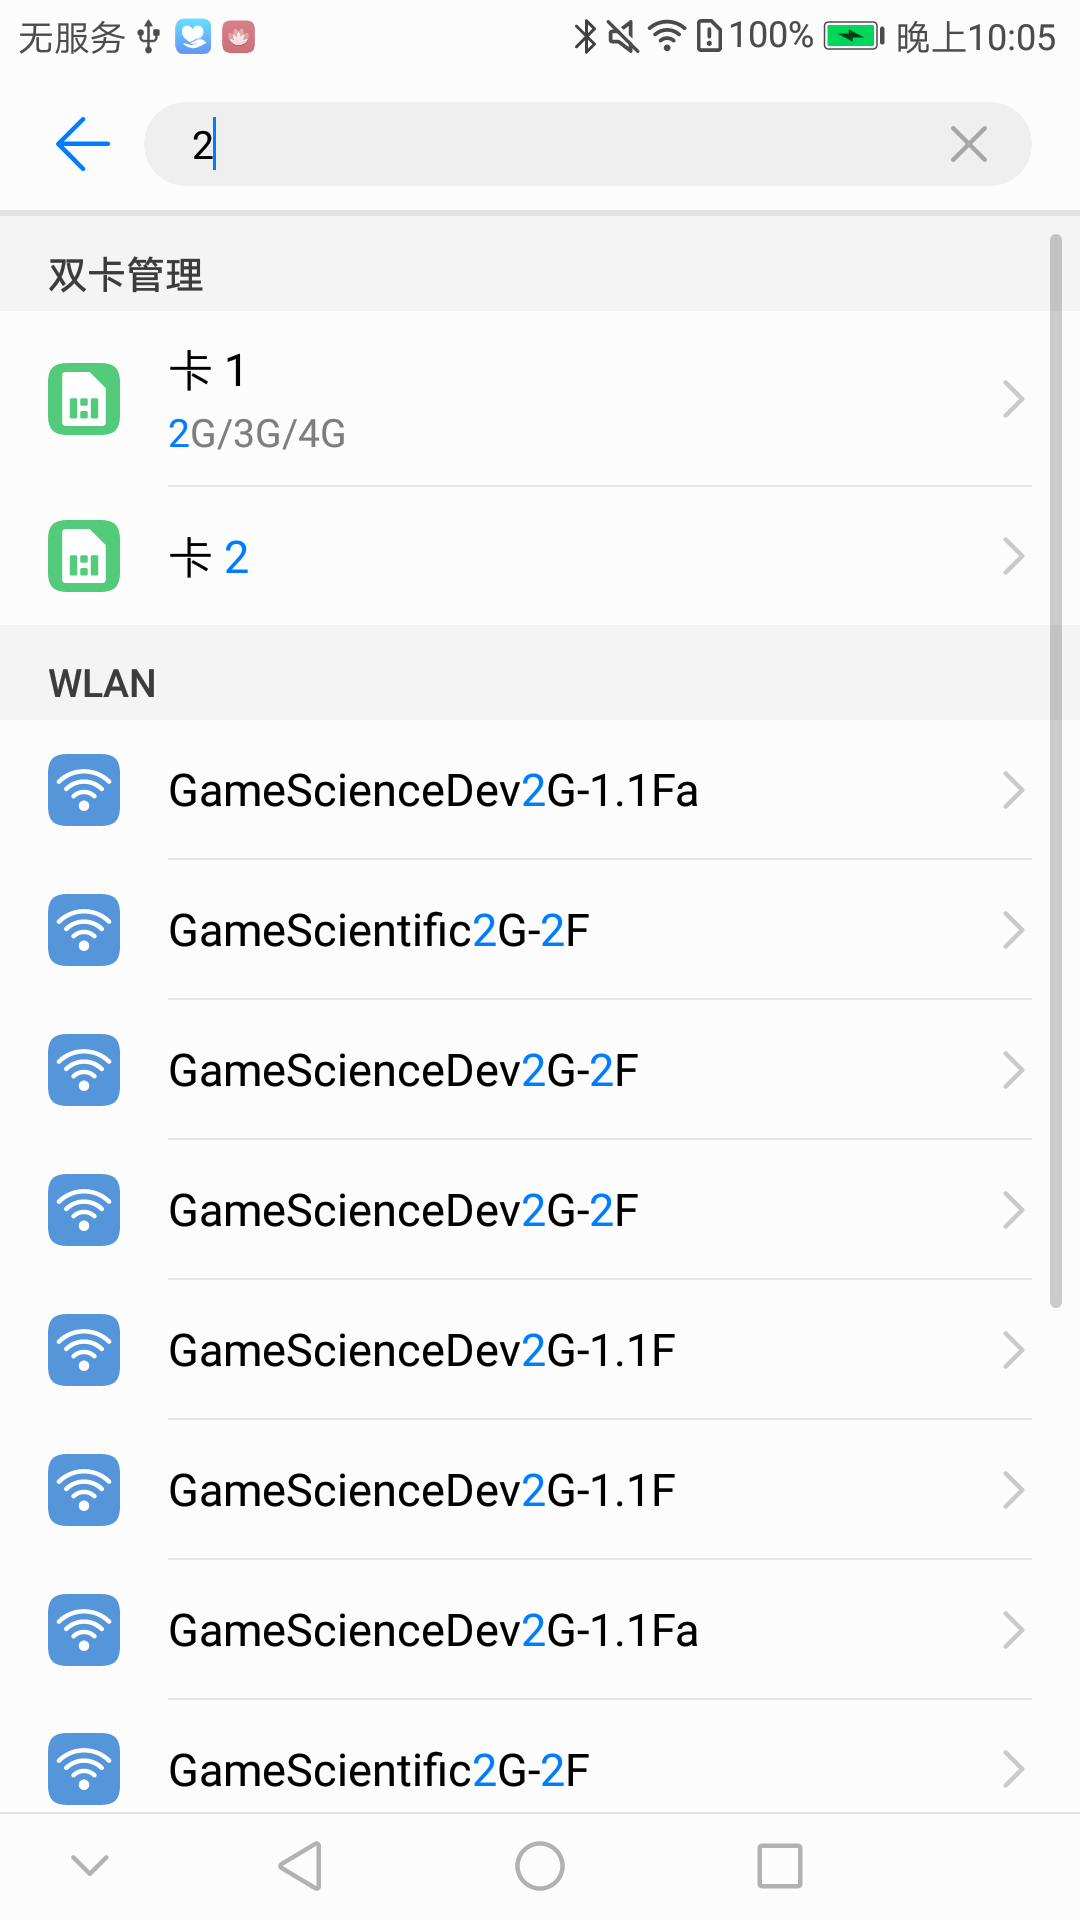 无服务 100% 晚上10:05
2
双卡管理
卡 1
2G/3G/4G
卡 2
WLAN
GameScienceDev2G-1.1Fa
GameScientific2G-2F
GameScienceDev2G-2F
GameScienceDev2G-2F
GameScienceDev2G-1.1F
GameScienceDev2G-1.1F
GameScienceDev2G-1.1Fa
GameScientific2G-2F